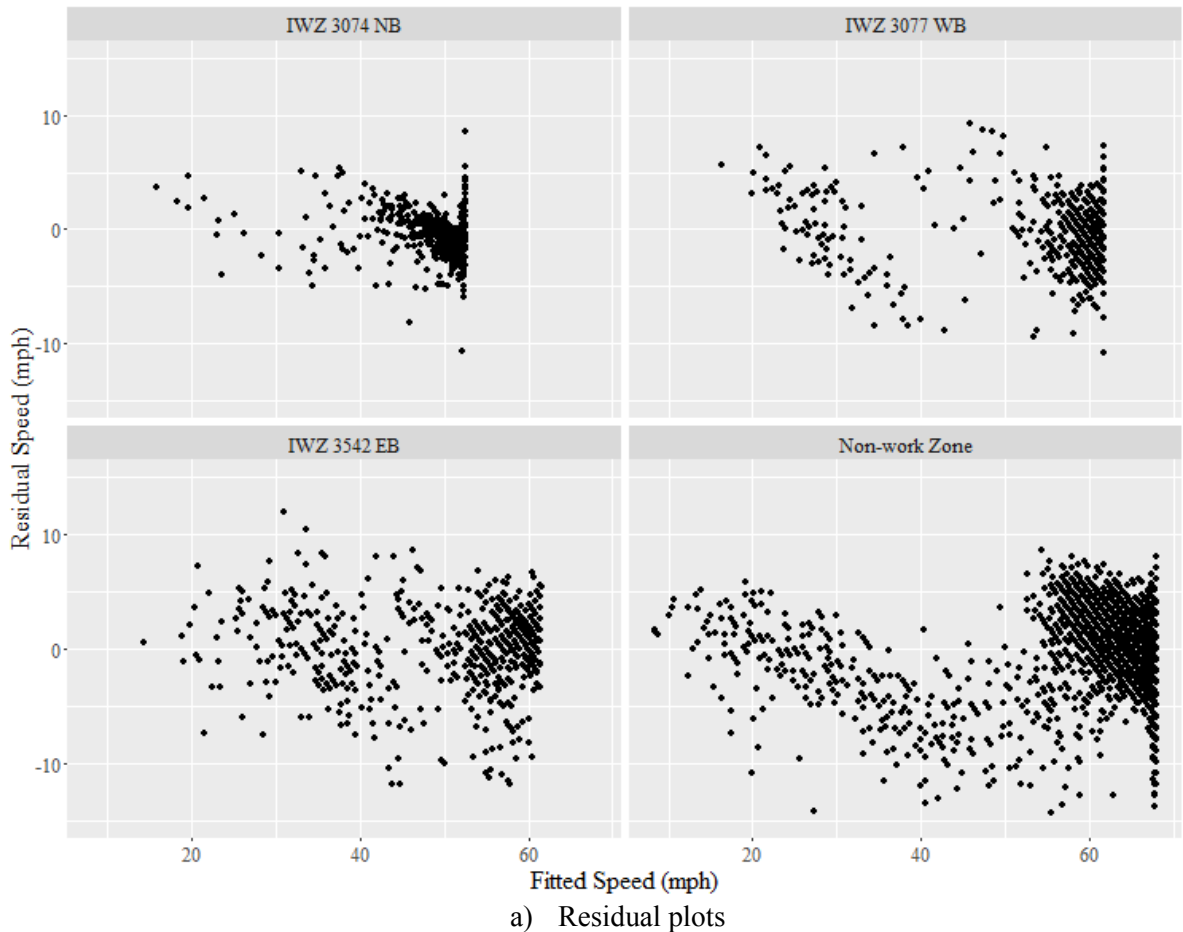 IWZ 3074 NB
IWZ 3077 WB
10
0
-10
IWZ 3542 EB
Non-work Zone
10
0
-10
Residual Speed (mph)
20
40
60
20
40
60
Fitted Speed (mph)
a) Residual plots